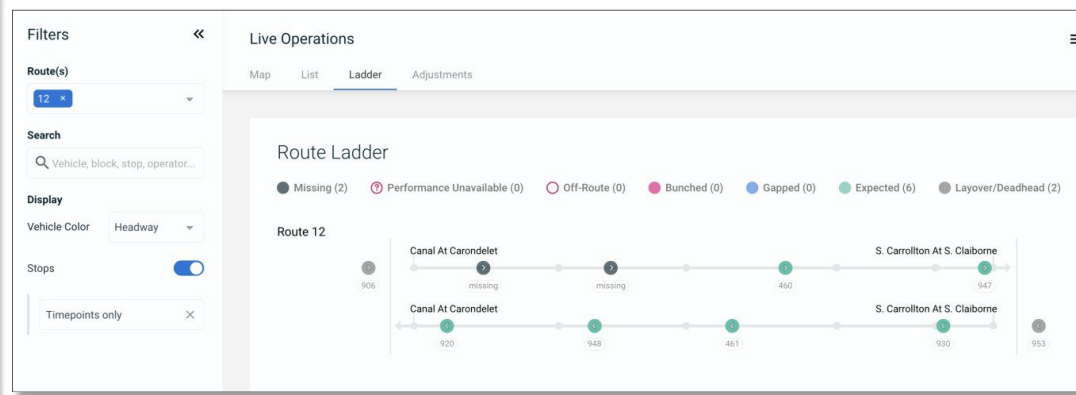 Filters
Route(s)
12 ×
Search
Vehicle, block, stop, operator...
Display
Vehicle Color Headway
Stops
Timepoints only
Live Operations
Map List Ladder Adjustments
Route Ladder
Missing (2) Performance Unavailable (0) Off-Route (0) Bunched (0) Gapped (0) Expected (6) Layover/Deadhead (2)
Route 12
Canal At Carondelet S. Carrollton At S. Claiborne
906 missing missing 460 947
Canal At Carondelet S. Carrollton At S. Claiborne
920 948 461 930 953